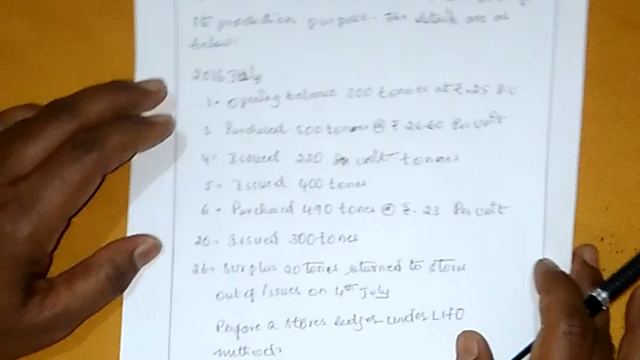 its production purpose. The details are as
below.
2016 July
1. Opening balance 300 tonnes at ₹.25 P.U
3 Purchased 500 tonnes @ ₹ 26.60 Per Unit
4. Issued 220 Per Unit tonnes
5. Issued 400 tones
6. Purchased 490 tones @ ₹. 23 Per Unit
20. Issued 300 tones
26. Surplus 20 tones returned to store
out of Issues on 4th July
Prepare a stores ledger under LIFO
method.